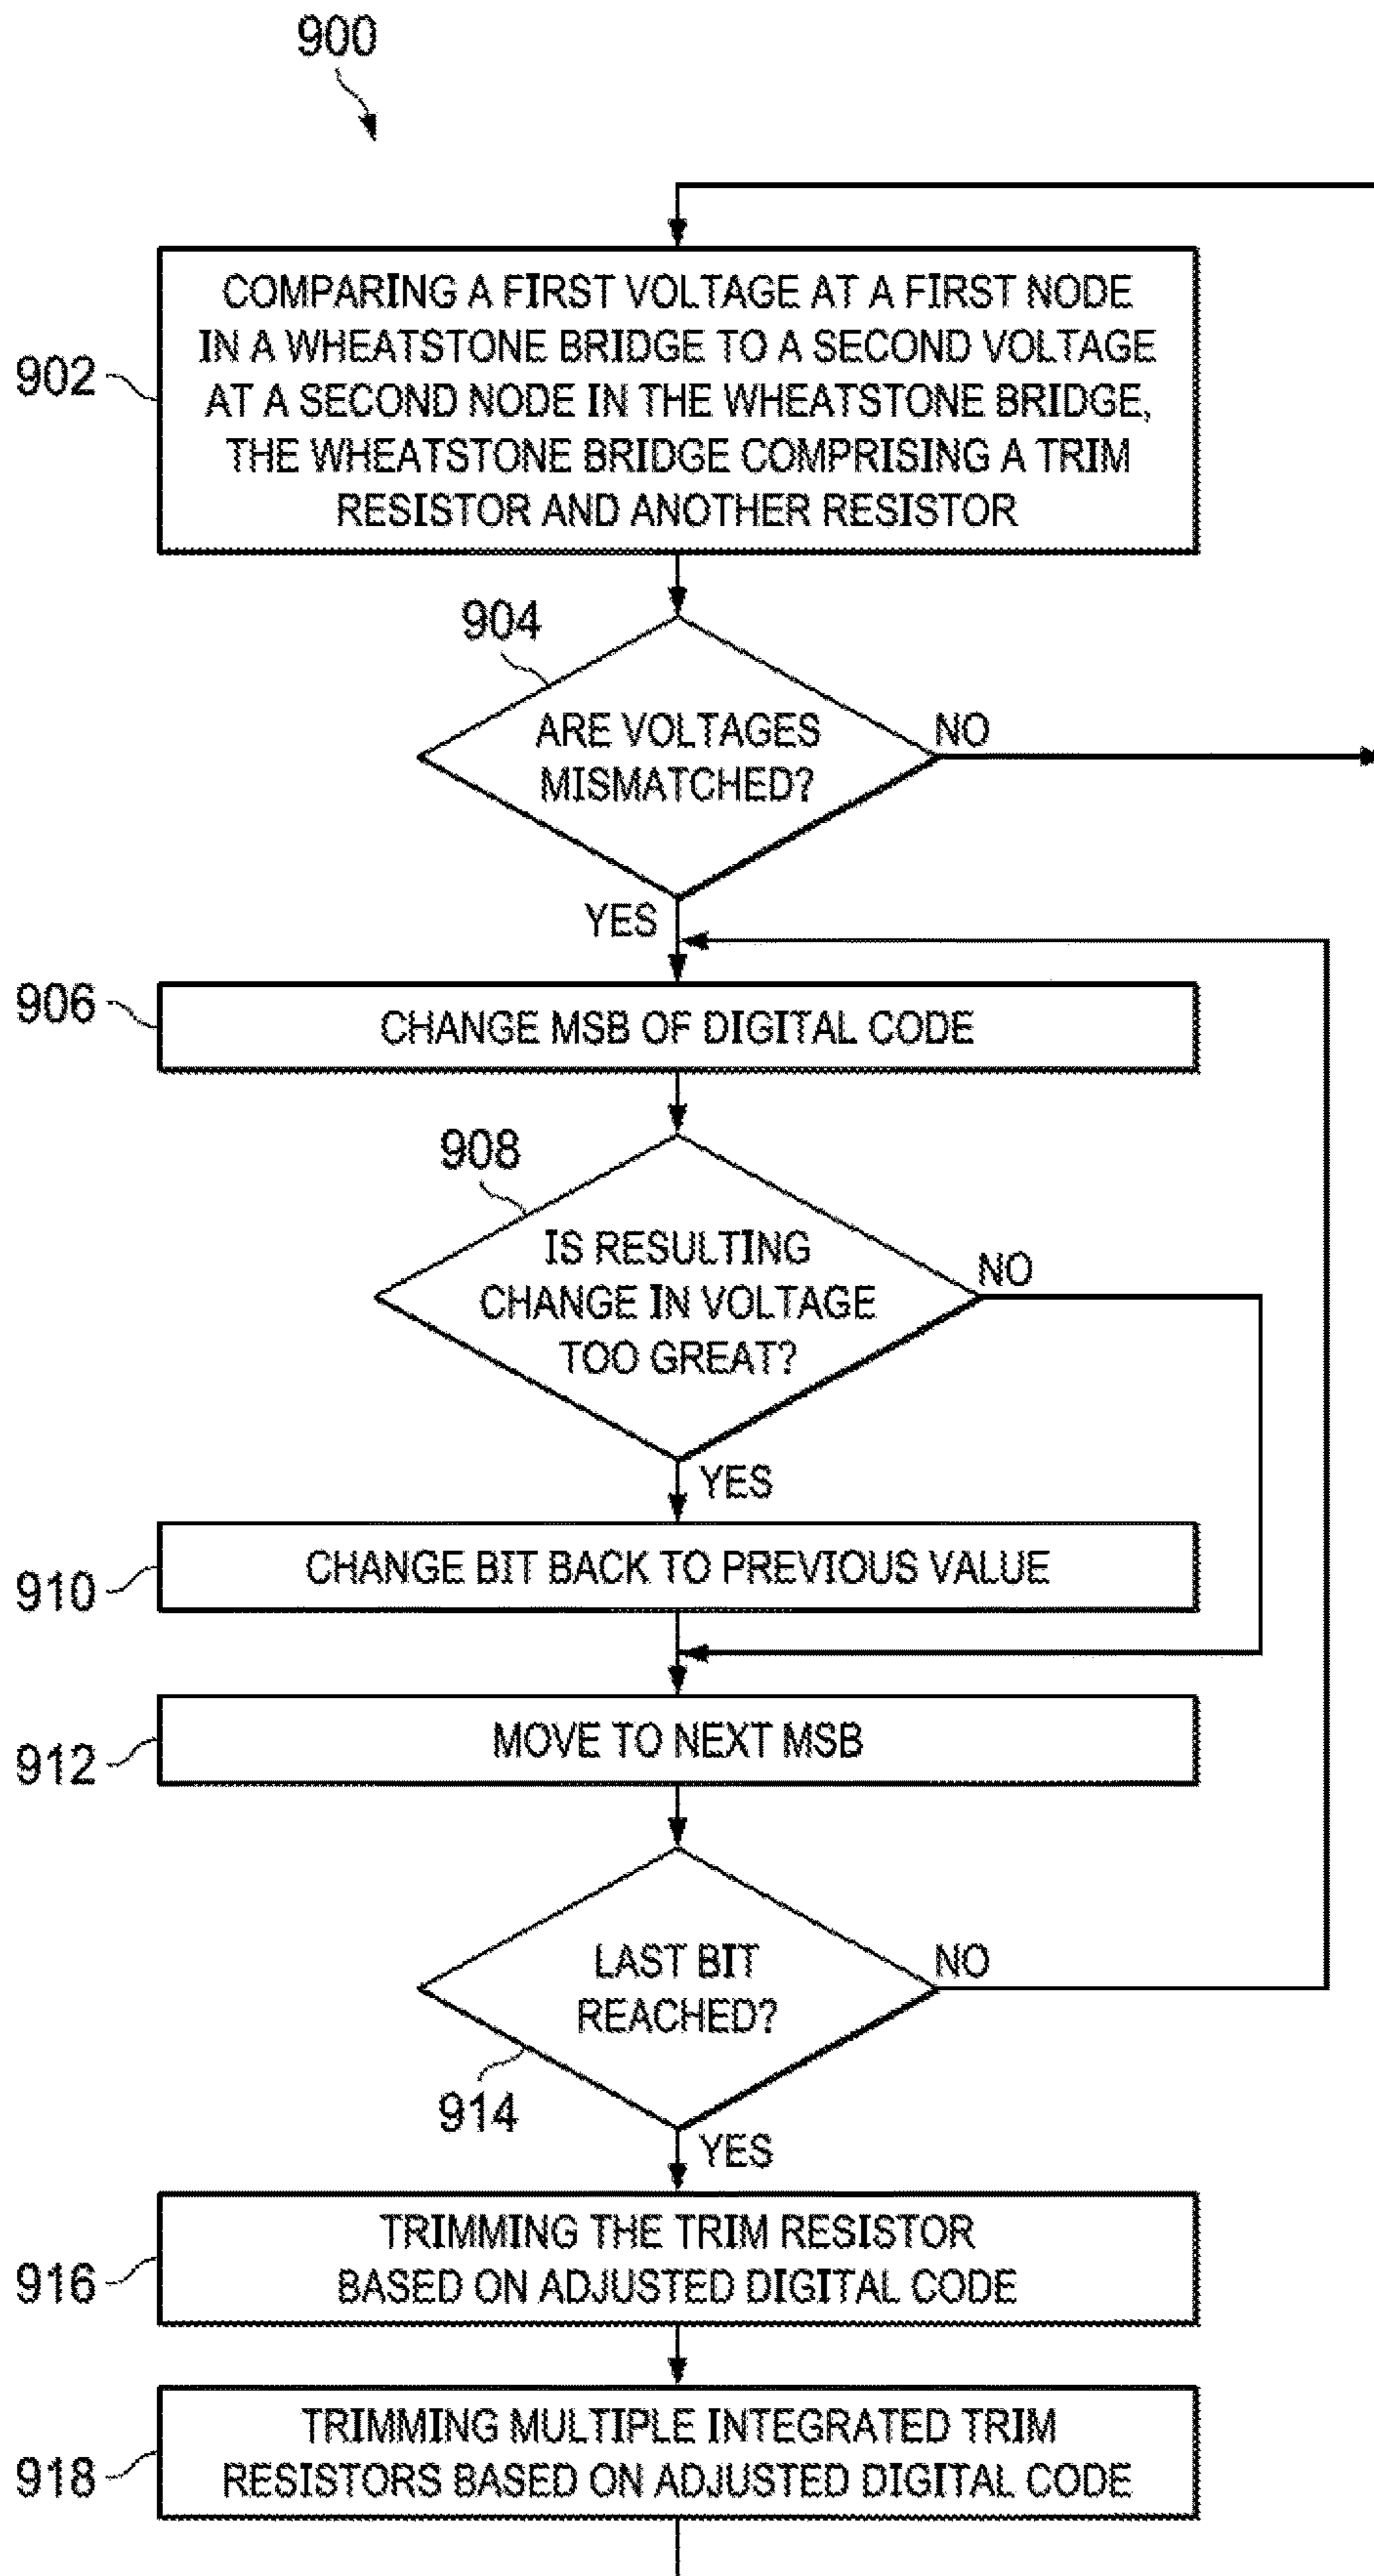 900
902
COMPARING A FIRST VOLTAGE AT A FIRST NODE
IN A WHEATSTONE BRIDGE TO A SECOND VOLTAGE
AT A SECOND NODE IN THE WHEATSTONE BRIDGE,
THE WHEATSTONE BRIDGE COMPRISING A TRIM
RESISTOR AND ANOTHER RESISTOR
904
ARE VOLTAGES
MISMATCHED?
NO
YES
906
CHANGE MSB OF DIGITAL CODE
908
IS RESULTING
CHANGE IN VOLTAGE
TOO GREAT?
NO
YES
910
CHANGE BIT BACK TO PREVIOUS VALUE
912
MOVE TO NEXT MSB
LAST BIT
REACHED?
NO
914
YES
916
TRIMMING THE TRIM RESISTOR
BASED ON ADJUSTED DIGITAL CODE
918
TRIMMING MULTIPLE INTEGRATED TRIM
RESISTORS BASED ON ADJUSTED DIGITAL CODE